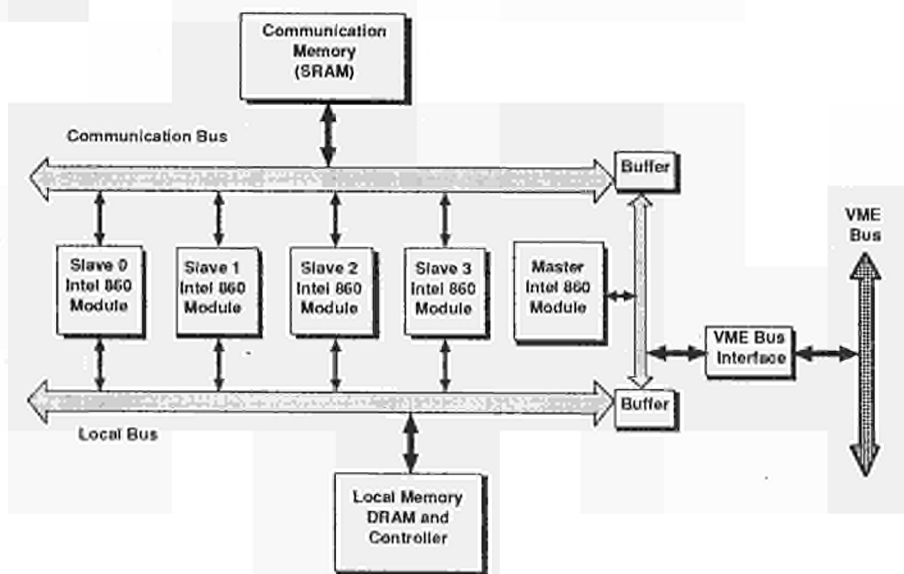 Communication
Memory
(SRAM)
Communication Bus
Buffer
VME
Bus
Slave 0
Intel 860
Module
Slave 1
Intel 860
Module
Slave 2
Intel 860
Module
Slave 3
Intel 860
Module
Master
Intel 860
Module
VME Bus
Interface
Buffer
Local Bus
Local Memory
DRAM and
Controller